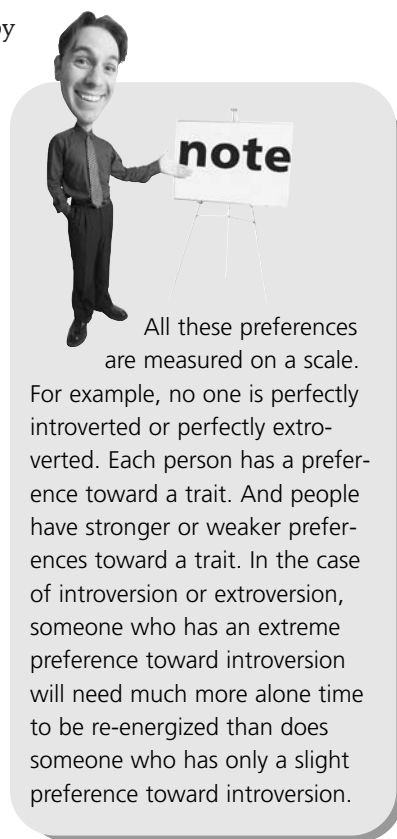 by
note
All these preferences
are measured on a scale.
For example, no one is perfectly
introverted or perfectly extro-
verted. Each person has a prefer-
ence toward a trait. And people
have stronger or weaker prefer-
ences toward a trait. In the case
of introversion or extroversion,
someone who has an extreme
preference toward introversion
will need much more alone time
to be re-energized than does
someone who has only a slight
preference toward introversion.